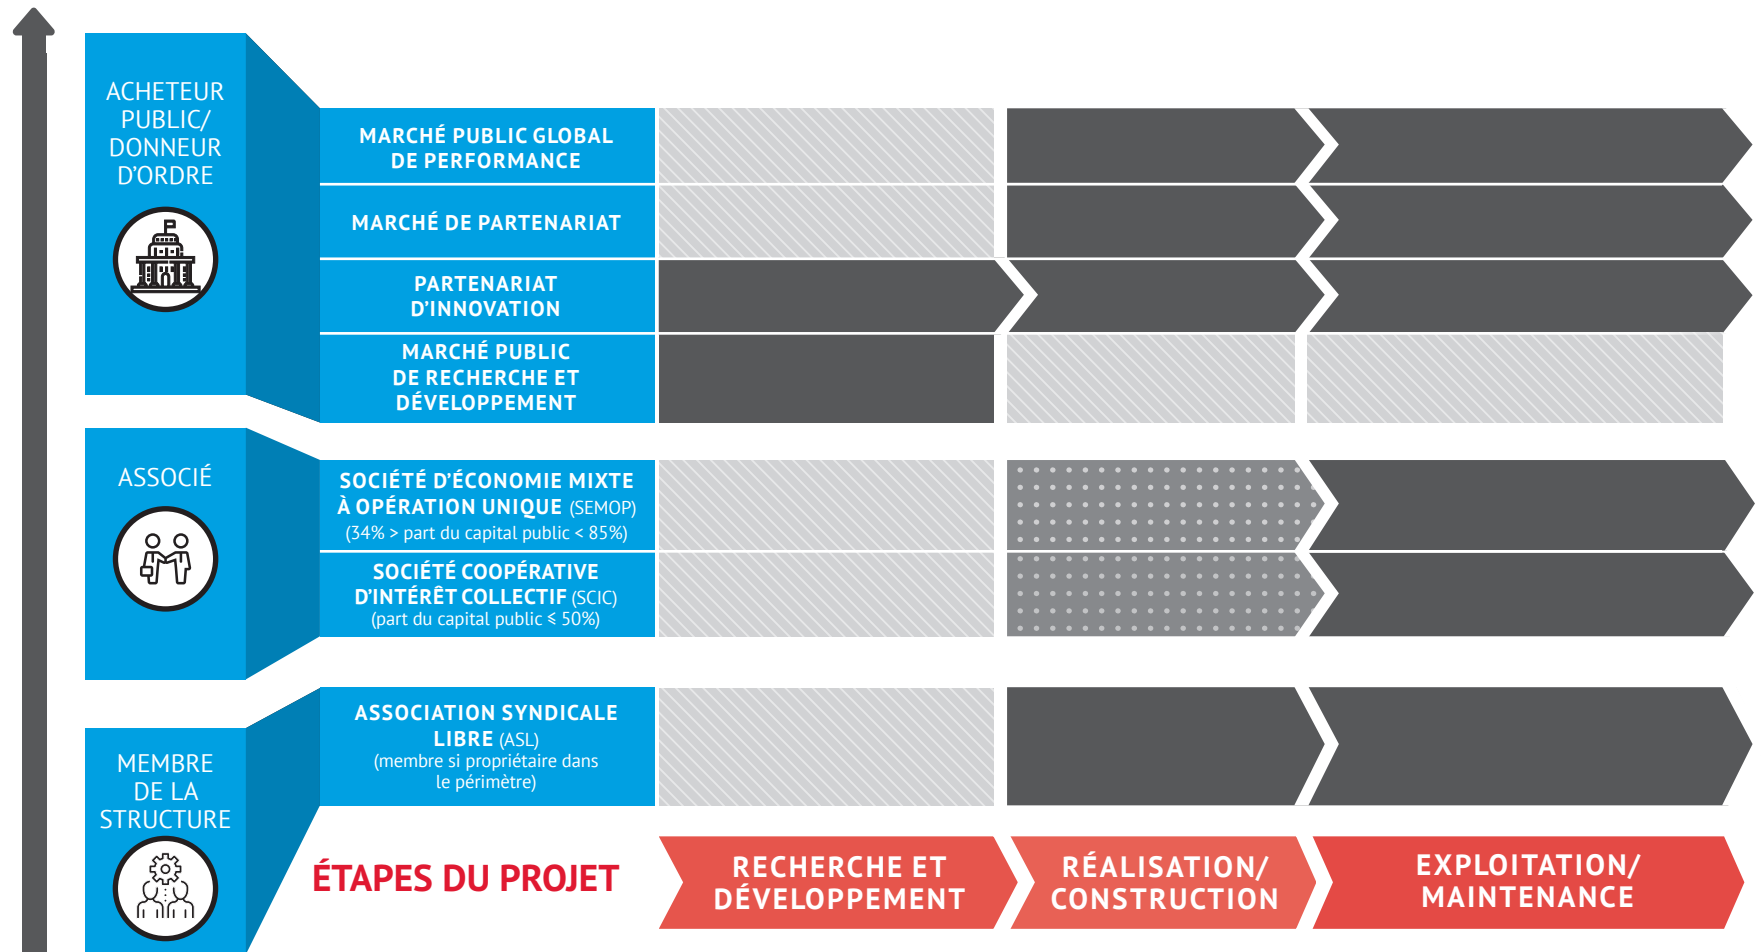 ACHETEUR
PUBLIC/
DONNEUR
D'ORDRE
MARCHÉ PUBLIC GLOBAL
DE PERFORMANCE
MARCHÉ DE PARTENARIAT
PARTENARIAT
D'INNOVATION
MARCHÉ PUBLIC
DE RECHERCHE ET
DÉVELOPPEMENT
ASSOCIÉ
SOCIÉTÉ D'ÉCONOMIE MIXTE
À OPÉRATION UNIQUE (SEMOP)
(34% > part du capital public < 85%)
SOCIÉTÉ COOPÉRATIVE
D'INTÉRÊT COLLECTIF (SCIC)
(part du capital public ⩽ 50%)
MEMBRE
DE LA
STRUCTURE
ASSOCIATION SYNDICALE
LIBRE (ASL)
(membre si propriétaire dans
le périmètre)
ÉTAPES DU PROJET
RECHERCHE ET
DÉVELOPPEMENT
RÉALISATION/
CONSTRUCTION
EXPLOITATION/
MAINTENANCE